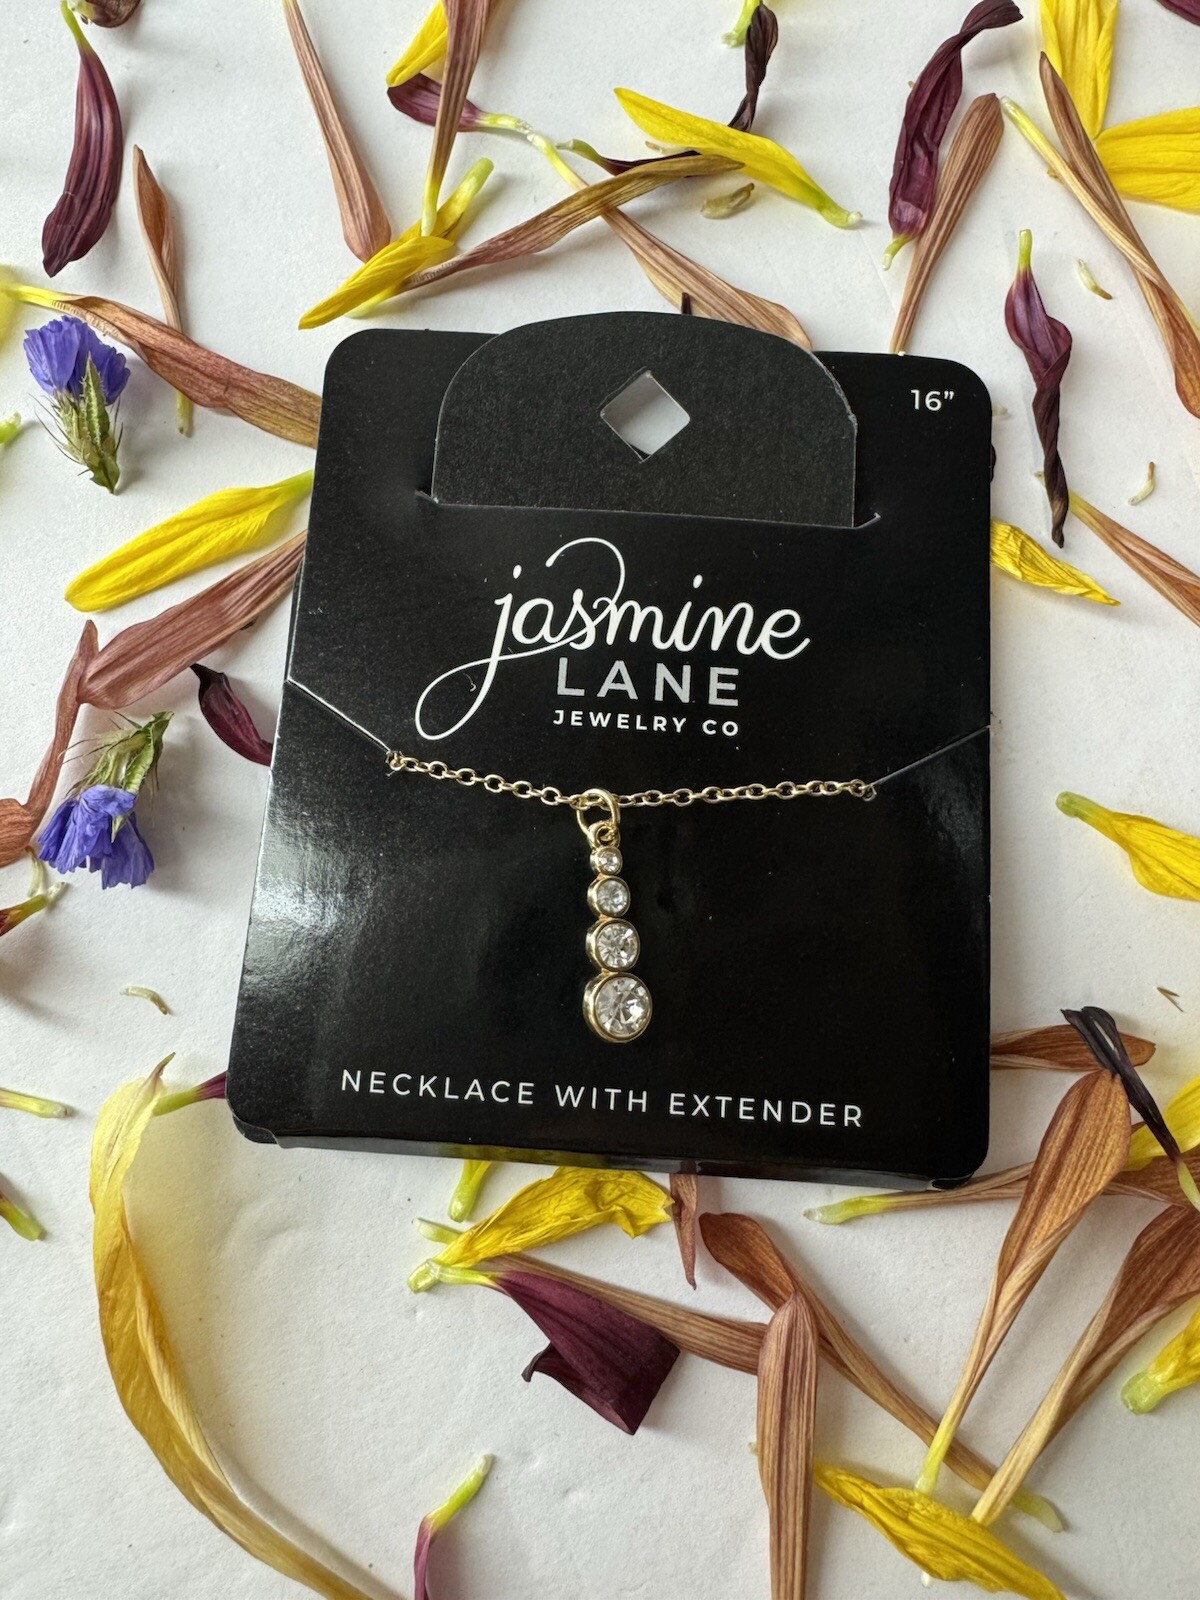 16”
jasmine
LANE
JEWELRY CO
NECKLACE WITH EXTENDER